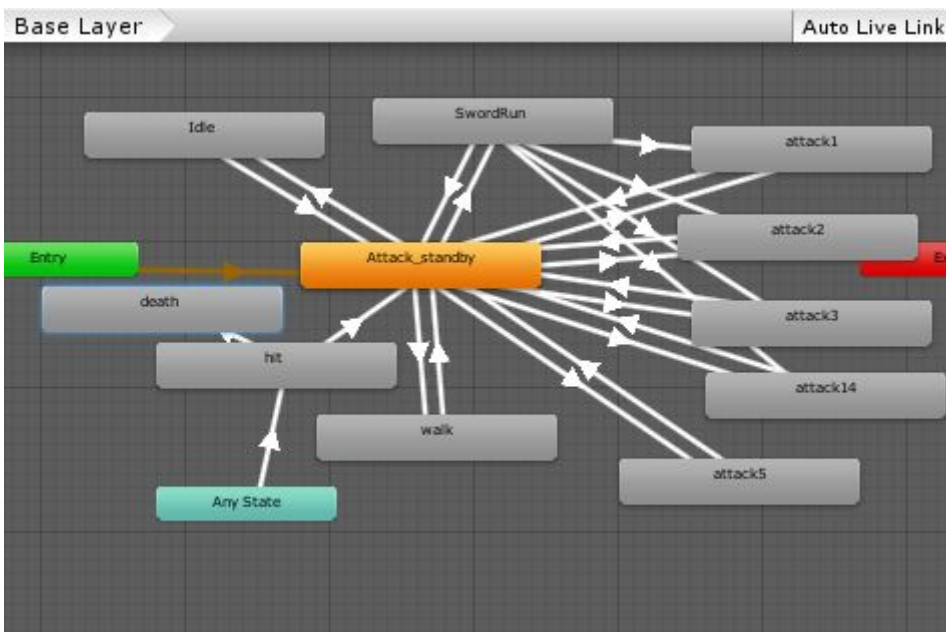 Base Layer
Auto Live Link
Idle
SwordRun
attack1
attack2
Entry
Attack_standby
death
attack3
hit
attack14
walk
attack5
Any State